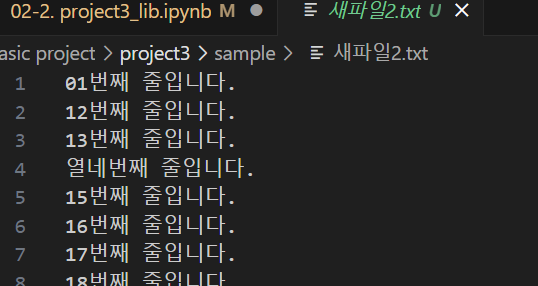 02-2. project3_lib.ipynb M ● 새파일2.txt U ×
asic project > project3 > sample > 새파일2.txt
1 01번째 줄입니다.
2 12번째 줄입니다.
3 13번째 줄입니다.
4 열네번째 줄입니다.
5 15번째 줄입니다.
6 16번째 줄입니다.
7 17번째 줄입니다.
8 18번째 줄입니다.